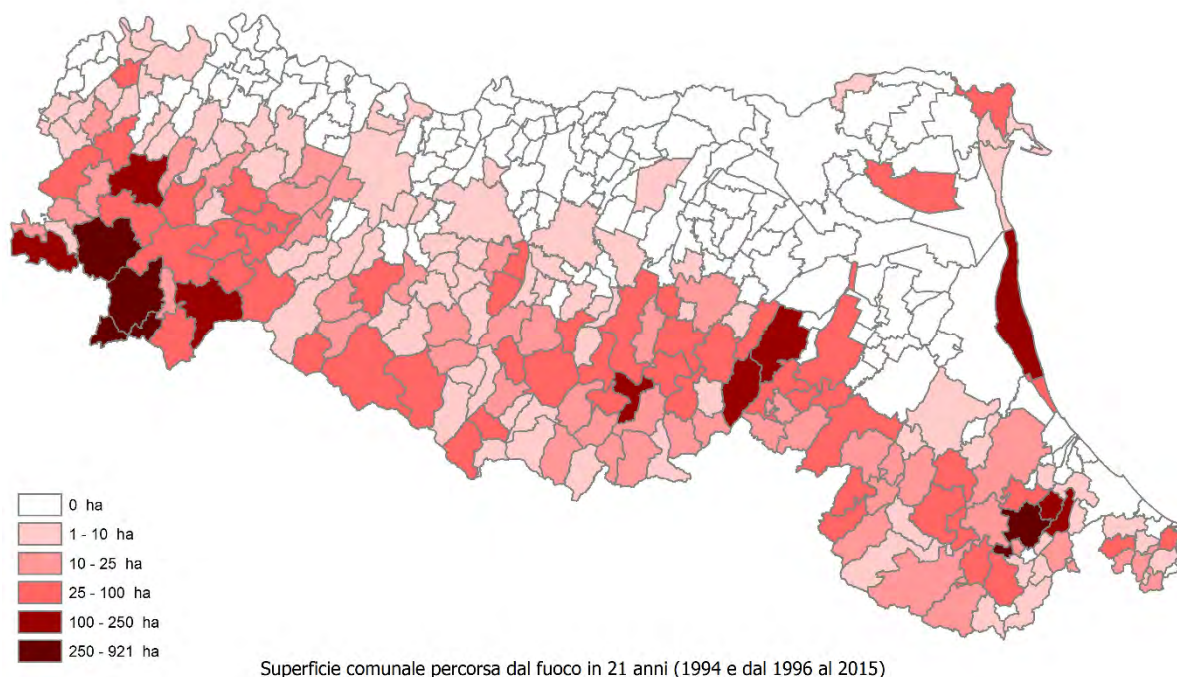 0 ha
1 - 10 ha
10 - 25 ha
25 - 100 ha
100 - 250 ha
250 - 921 ha
Superficie comunale percorsa dal fuoco in 21 anni (1994 e dal 1996 al 2015)